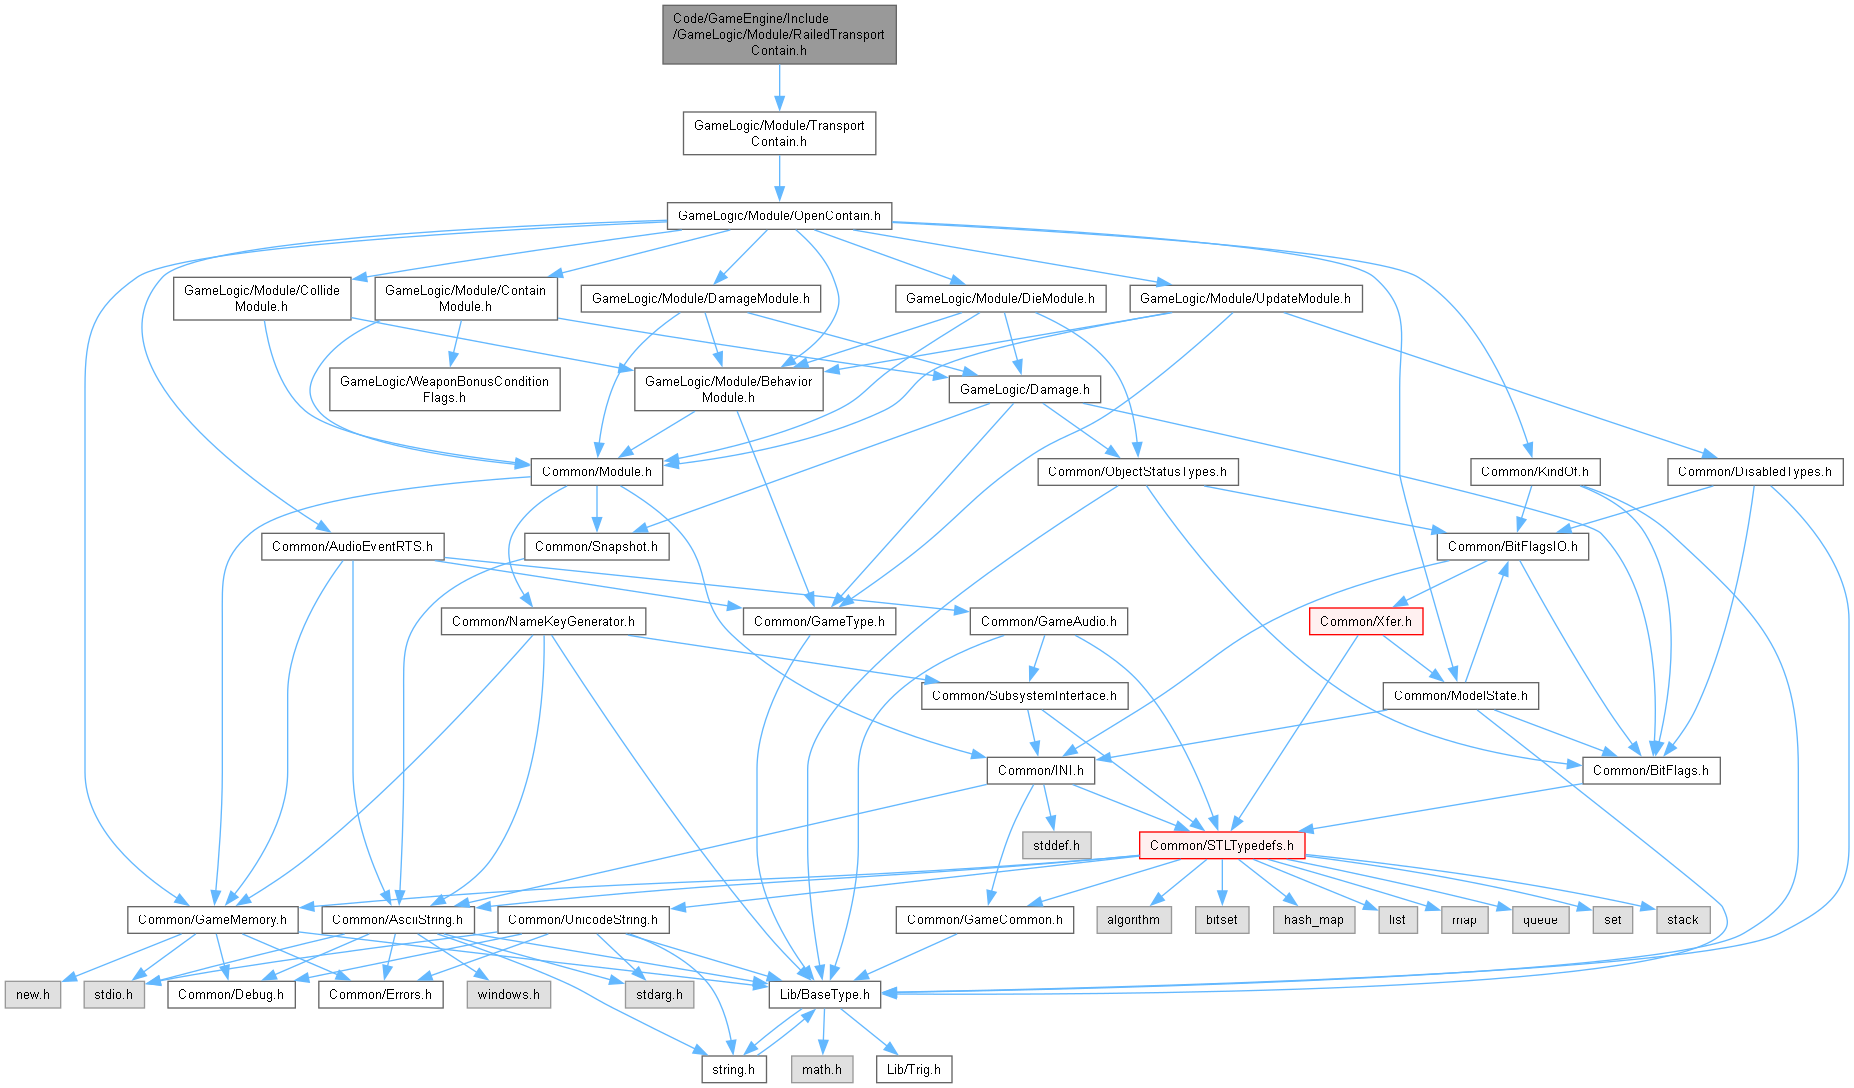 Code/GameEngine/Include
/GameLogic/Module/RailedTransport
Contain.h
GameLogic/Module/Transport
Contain.h
GameLogic/Module/OpenContain.h
GameLogic/Module/Collide
Module.h
GameLogic/Module/Contain
Module.h
GameLogic/Module/DamageModule.h
GameLogic/Module/DieModule.h
GameLogic/Module/UpdateModule.h
GameLogic/WeaponBonusCondition
Flags.h
GameLogic/Module/Behavior
Module.h
GameLogic/Damage.h
Common/Module.h
Common/ObjectStatusTypes.h
Common/KindOf.h
Common/DisabledTypes.h
Common/AudioEventRTS.h
Common/Snapshot.h
Common/BitFlagsIO.h
Common/NameKeyGenerator.h
Common/GameType.h
Common/GameAudio.h
Common/Xfer.h
Common/SubsystemInterface.h
Common/ModelState.h
Common/INI.h
Common/BitFlags.h
stddef.h
Common/STLTypedefs.h
Common/GameMemory.h
Common/AsciiString.h
Common/UnicodeString.h
Common/GameCommon.h
algorithm
bitset
hash_map
list
map
queue
set
stack
new.h
stdio.h
Common/Debug.h
Common/Errors.h
windows.h
stdarg.h
Lib/BaseType.h
string.h
math.h
Lib/Trig.h